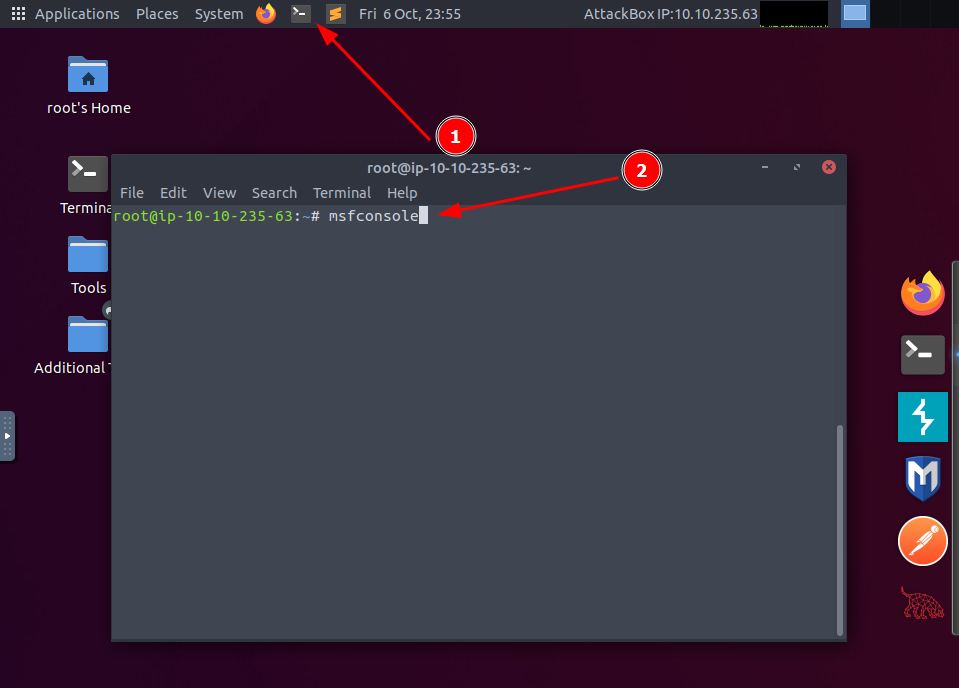 Applications Places System Fri 6 Oct, 23:55 AttackBox IP:10.10.235.63
root's Home
1
root@ip-10-10-235-63: ~
2
File Edit View Search Terminal Help
root@ip-10-10-235-63:~# msfconsole
Termina
Tools
Additional